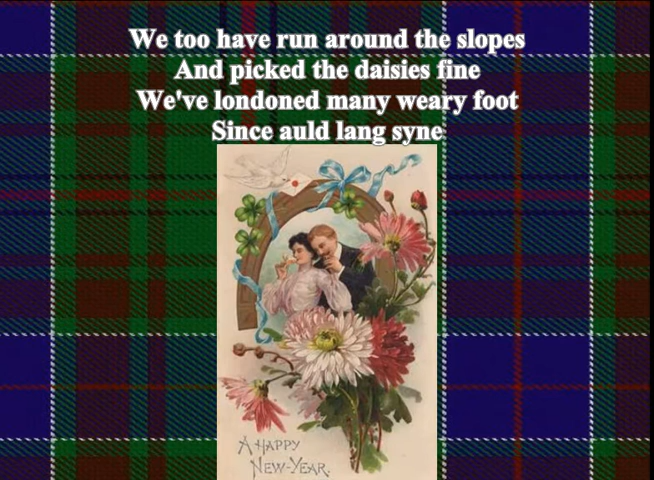 We too have run around the slopes
And picked the daisies fine
We've londoned many weary foot
Since auld lang syne
A HAPPY
NEW-YEAR.